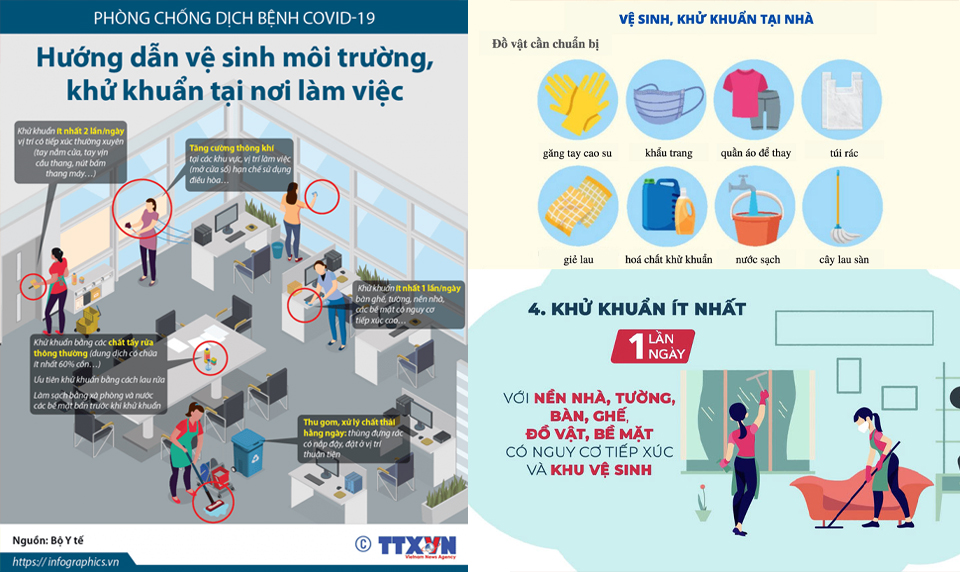 PHÒNG CHỐNG DỊCH BỆNH COVID-19
Hướng dẫn vệ sinh môi trường,
khử khuẩn tại nơi làm việc
Khử khuẩn ít nhất 2 lần/ngày
vị trí có tiếp xúc thường xuyên
(tay nắm cửa, tay vịn
cầu thang, nút bấm
thang máy...)
Tăng cường thông khí
tại các khu vực, vị trí làm việc
(mở cửa sổ) hạn chế sử dụng
điều hòa...
Khử khuẩn ít nhất 1 lần/ngày
bàn ghế, tường, nền nhà,
các bề mặt có nguy cơ
tiếp xúc cao...
Khử khuẩn bằng các chất tẩy rửa
thông thường (dung dịch có chứa
ít nhất 60% cồn...)
Ưu tiên khử khuẩn bằng cách lau rửa
Làm sạch bằng xà phòng và nước
các bề mặt bẩn trước khi khử khuẩn
Thu gom, xử lý chất thải
hằng ngày: thùng đựng rác
có nắp đậy, đặt ở vị trí
thuận tiện
Nguồn: Bộ Y tế
© TTXVN
Vietnam News Agency
https:// infographics.vn
VỆ SINH, KHỬ KHUẨN TẠI NHÀ
Đồ vật cần chuẩn bị
găng tay cao su
khẩu trang
quần áo để thay
túi rác
giẻ lau
hoá chất khử khuẩn
nước sạch
cây lau sàn
4. KHỬ KHUẨN ÍT NHẤT
1 LẦN
NGÀY
VỚI NỀN NHÀ, TƯỜNG,
BÀN, GHẾ,
ĐỒ VẬT, BỀ MẶT
CÓ NGUY CƠ TIẾP XÚC
VÀ KHU VỆ SINH